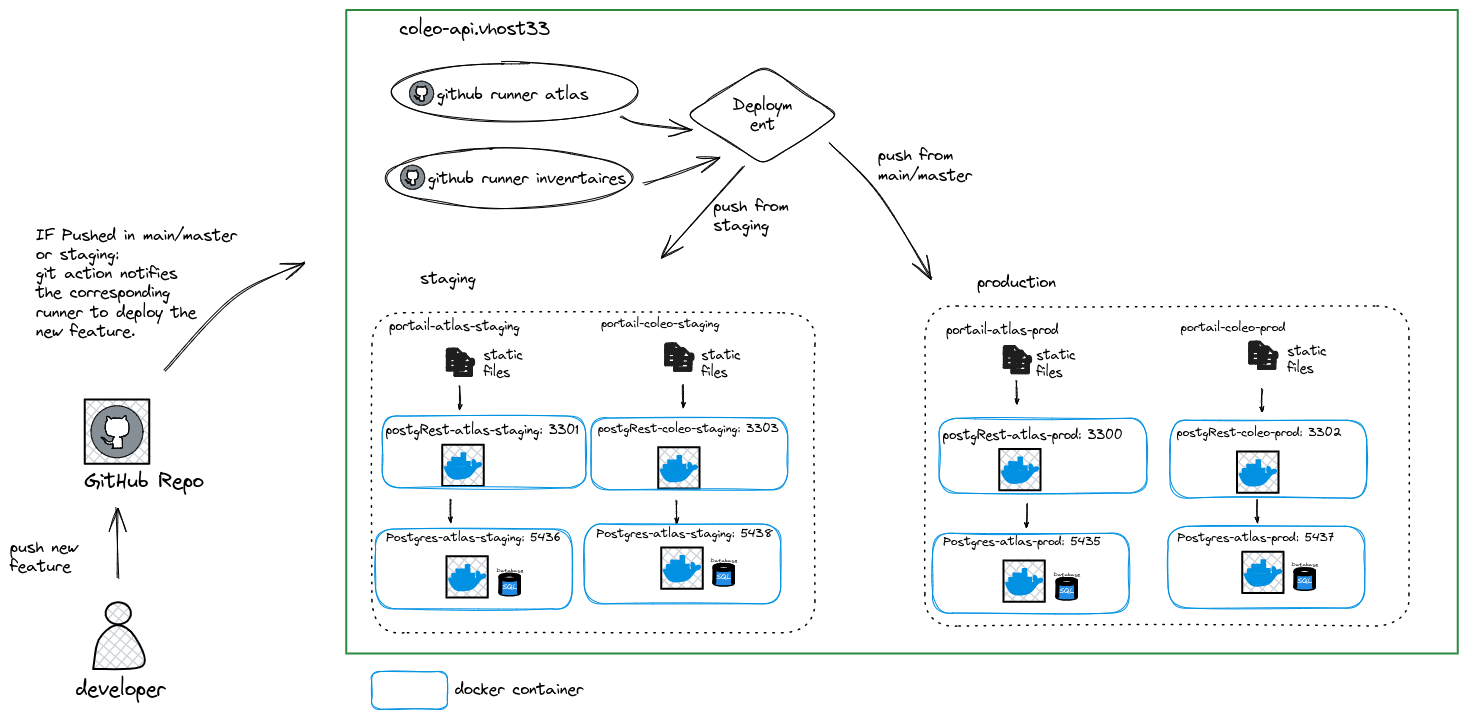 coleo-api.vhost33
github runner atlas
Deploym
ent
github runner invenrtaires
push from
main/master
push from
staging
IF Pushed in main/master
or staging:
git action notifies
the corresponding
runner to deploy the
new feature.
GitHub Repo
push new
feature
developer
staging
portail-atlas-staging
static
files
postgRest-atlas-staging: 3301
Postgres-atlas-staging: 5436
Database
SQL
portail-coleo-staging
static
files
postgRest-coleo-staging: 3303
Postgres-atlas-staging: 5438
Database
SQL
production
portail-atlas-prod
static
files
postgRest-atlas-prod: 3300
Postgres-atlas-prod: 5435
Database
SQL
portail-coleo-prod
static
files
postgRest-coleo-prod: 3302
Postgres-atlas-prod: 5437
Database
SQL
docker container